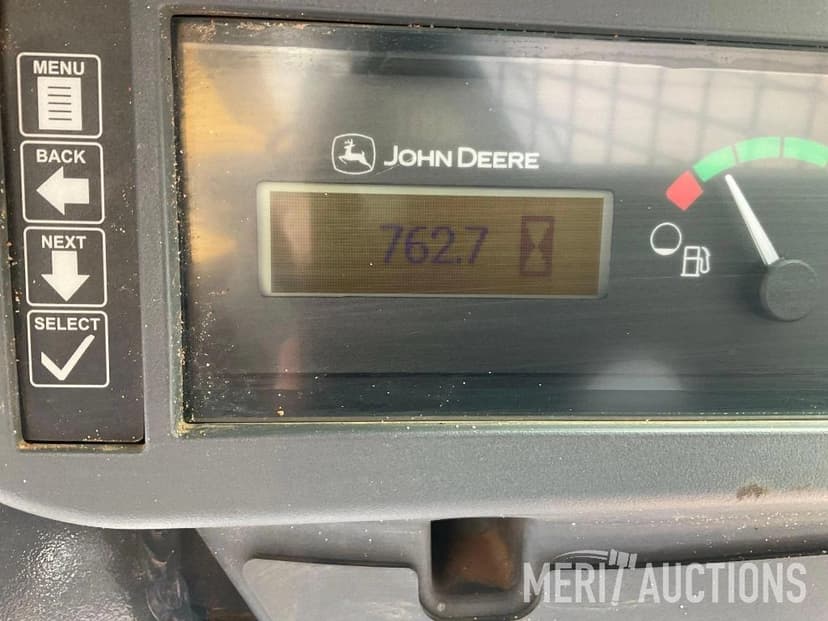 MENU
BACK
NEXT
SELECT
JOHN DEERE
762.7
MERIT AUCTIONS